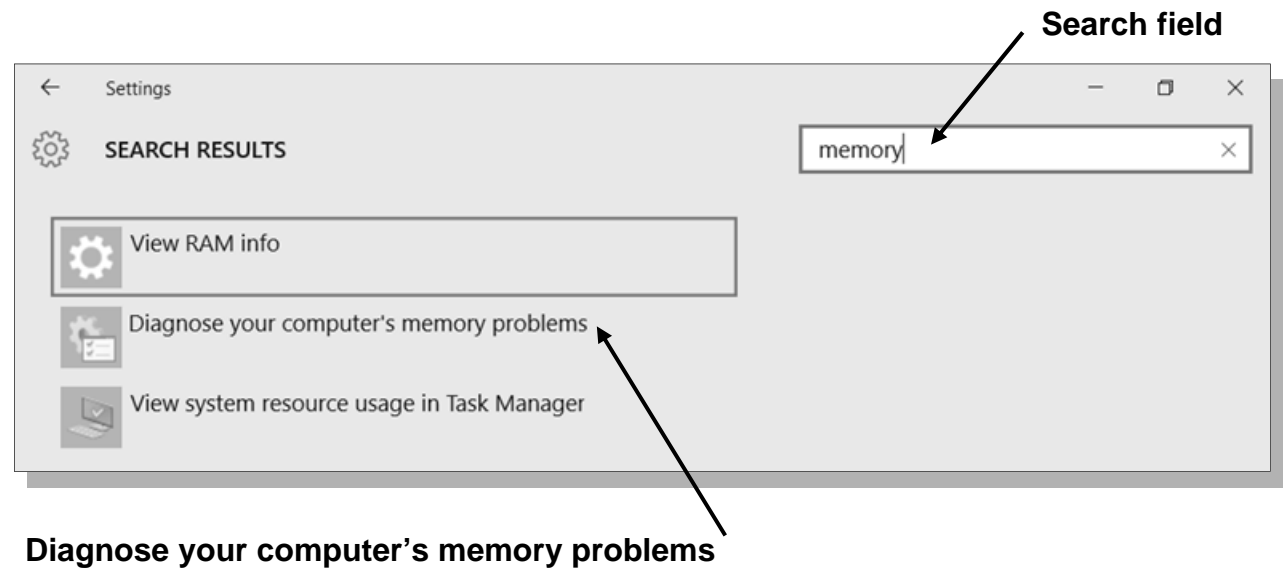 Search field
Settings
SEARCH RESULTS
memory
View RAM info
Diagnose your computer's memory problems
View system resource usage in Task Manager
Diagnose your computer’s memory problems